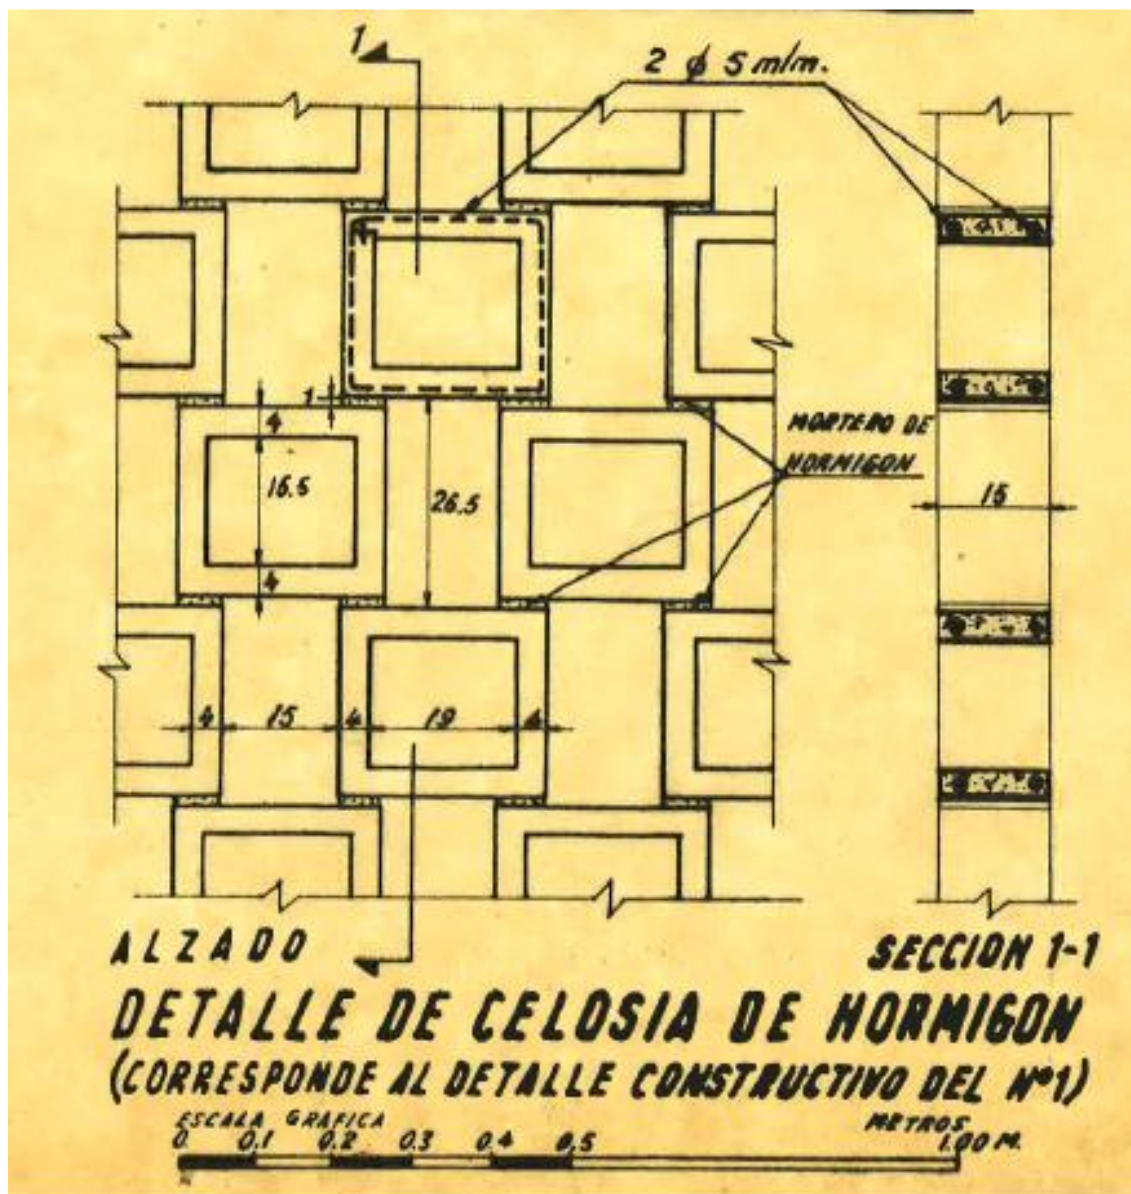 1
2 ϕ 5 m/m.
1
4
16.5
26.5
4
MORTERO DE
HORMIGON
15
4 15 4 19 4
ALZADO
SECCION 1-1
DETALLE DE CELOSIA DE HORMIGON
(CORRESPONDE AL DETALLE CONSTRUCTIVO DEL Nº1)
ESCALA GRAFICA
METROS
0 0.1 0.2 0.3 0.4 0.5 1.00 M.